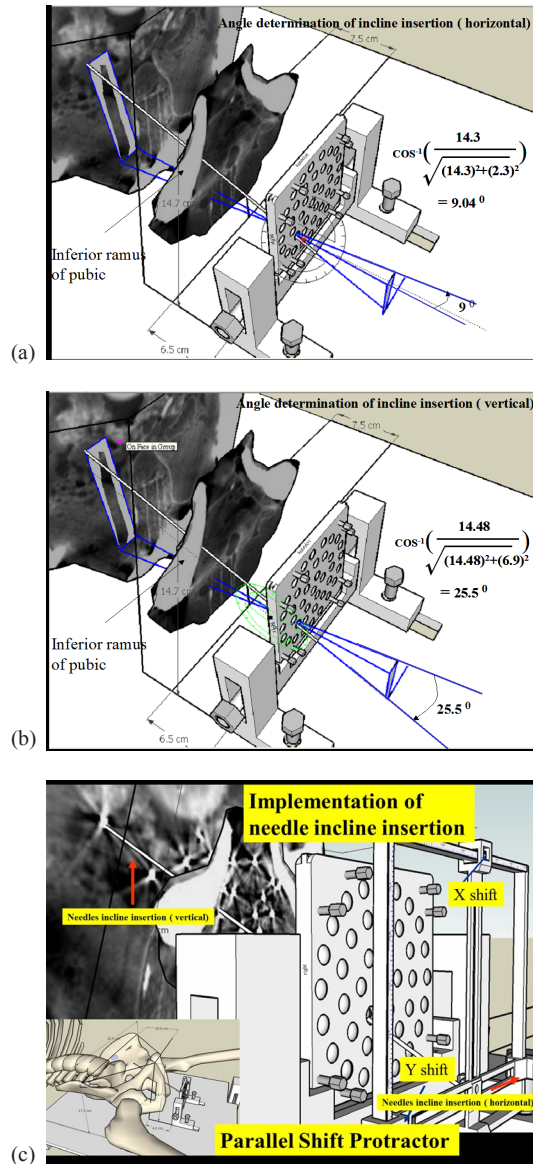 Angle determination of incline insertion ( horizontal)
7.5 cm
COS-1( 14.3 / √(14.3)²+(2.3)² )
= 9.04 0
14.7 cm
Inferior ramus
of pubic
9 0
6.5 cm
(a)
Angle determination of incline insertion ( vertical)
7.5 cm
On Face in Group
COS-1( 14.48 / √(14.48)²+(6.9)² )
= 25.5 0
14.7 cm
Inferior ramus
of pubic
25.5 0
6.5 cm
(b)
Implementation of
needle incline insertion
X shift
Needles incline insertion ( vertical)
right
Y shift
Needles incline insertion ( horizontal)
Parallel Shift Protractor
(c)